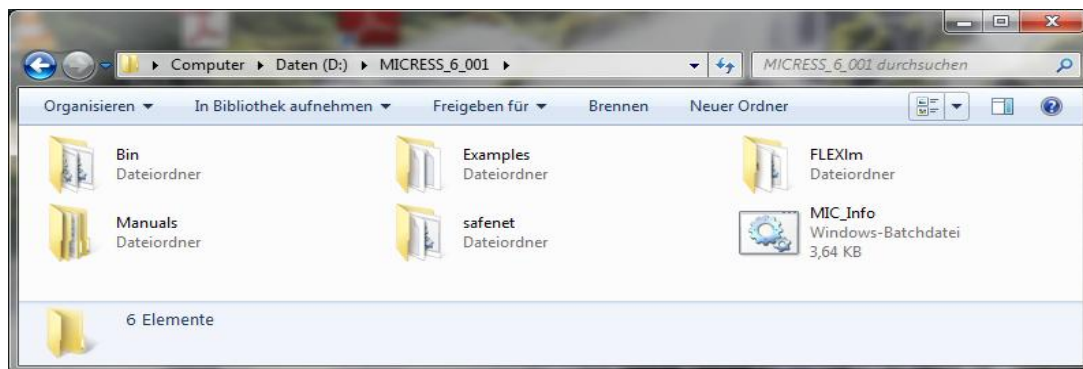 Computer ▸ Daten (D:) ▸ MICRESS_6_001 ▸
MICRESS_6_001 durchsuchen
Organisieren In Bibliothek aufnehmen Freigeben für Brennen Neuer Ordner
Bin
Dateiordner
Examples
Dateiordner
FLEXlm
Dateiordner
Manuals
Dateiordner
safenet
Dateiordner
MIC_Info
Windows-Batchdatei
3,64 KB
6 Elemente